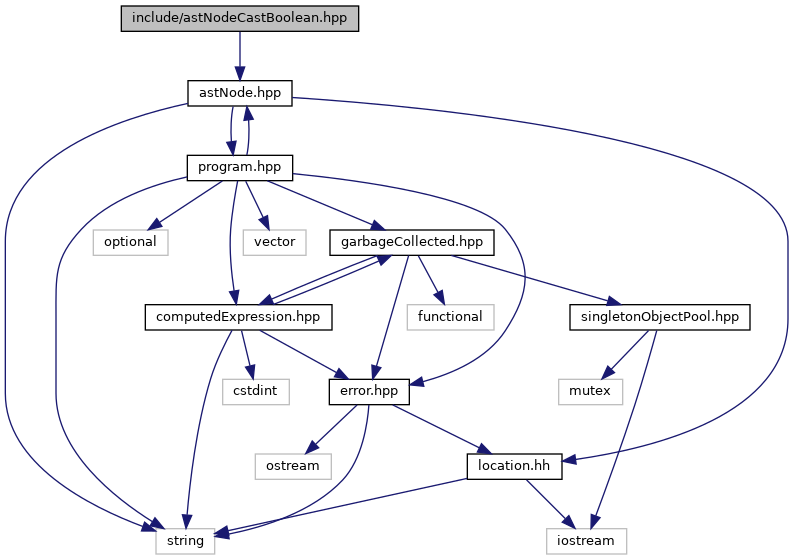 include/astNodeCastBoolean.hpp
astNode.hpp
program.hpp
optional
vector
garbageCollected.hpp
computedExpression.hpp
functional
singletonObjectPool.hpp
cstdint
error.hpp
mutex
ostream
location.hh
string
iostream